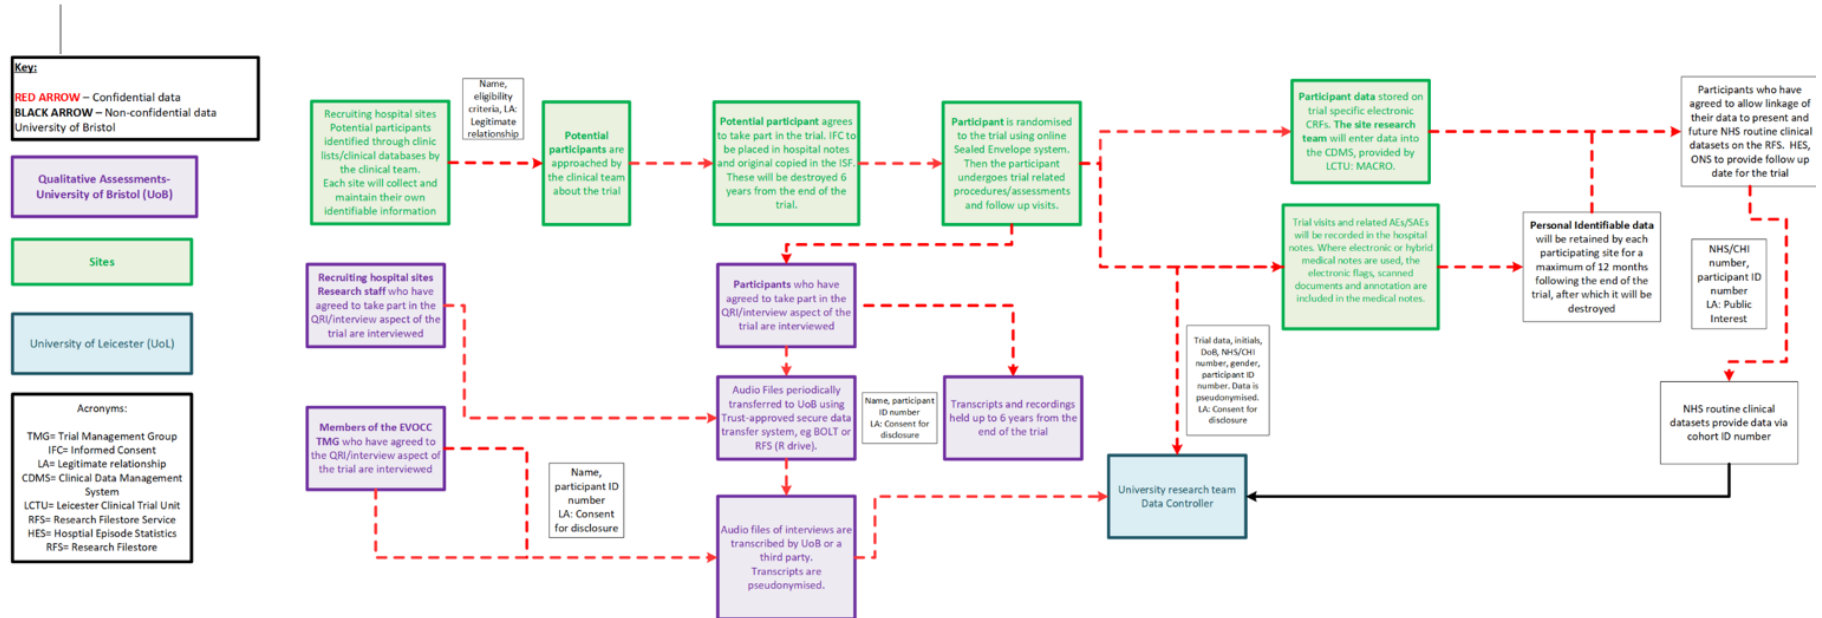 Key:
RED ARROW – Confidential data
BLACK ARROW – Non-confidential data
University of Bristol
Qualitative Assessments-
University of Bristol (UoB)
Sites
University of Leicester (UoL)
Acronyms:
TMG= Trial Management Group
IFC= Informed Consent
LA= Legitimate relationship
CDMS= Clinical Data Management
System
LCTU= Leicester Clinical Trial Unit
RFS= Research Filestore Service
HES= Hosptial Episode Statistics
RFS= Research Filestore
Recruiting hospital sites
Potential participants
identified through clinic
lists/clinical databases by
the clinical team.
Each site will collect and
maintain their own
identifiable information
Name,
eligibility
criteria, LA:
Legitimate
relationship
Potential
participants are
approached by
the clinical team
about the trial
Potential participant agrees
to take part in the trial. IFC to
be placed in hospital notes
and original copied in the ISF.
These will be destroyed 6
years from the end of the
trial.
Participant is randomised
to the trial using online
Sealed Envelope system.
Then the participant
undergoes trial related
procedures/assessments
and follow up visits.
Participant data stored on
trial specific electronic
CRFs. The site research
team will enter data into
the CDMS, provided by
LCTU: MACRO.
Participants who have
agreed to allow linkage of
their data to present and
future NHS routine clinical
datasets on the RFS. HES,
ONS to provide follow up
date for the trial
Trial visits and related AEs/SAEs
will be recorded in the hospital
notes. Where electronic or hybrid
medical notes are used, the
electronic flags, scanned
documents and annotation are
included in the medical notes.
Personal Identifiable data
will be retained by each
participating site for a
maximum of 12 months
following the end of the
trial, after which it will be
destroyed
NHS/CHI
number,
participant ID
number
LA: Public
Interest
Recruiting hospital sites
Research staff who have
agreed to take part in the
QRI/interview aspect of the
trial are interviewed
Participants who have
agreed to take part in the
QRI/interview aspect of the
trial are interviewed
Trial data, initials,
DoB, NHS/CHI
number, gender,
participant ID
number. Data is
pseudonymised.
LA: Consent for
disclosure
Members of the EVOCC
TMG who have agreed to
the QRI/interview aspect of
the trial are interviewed
Audio Files periodically
transferred to UoB using
Trust-approved secure data
transfer system, eg BOLT or
RFS (R drive).
Name, participant
ID number
LA: Consent for
disclosure
Transcripts and recordings
held up to 6 years from the
end of the trial
NHS routine clinical
datasets provide data via
cohort ID number
Name,
participant ID
number
LA: Consent
for disclosure
Audio files of interviews are
transcribed by UoB or a
third party.
Transcripts are
pseudonymised.
University research team
Data Controller